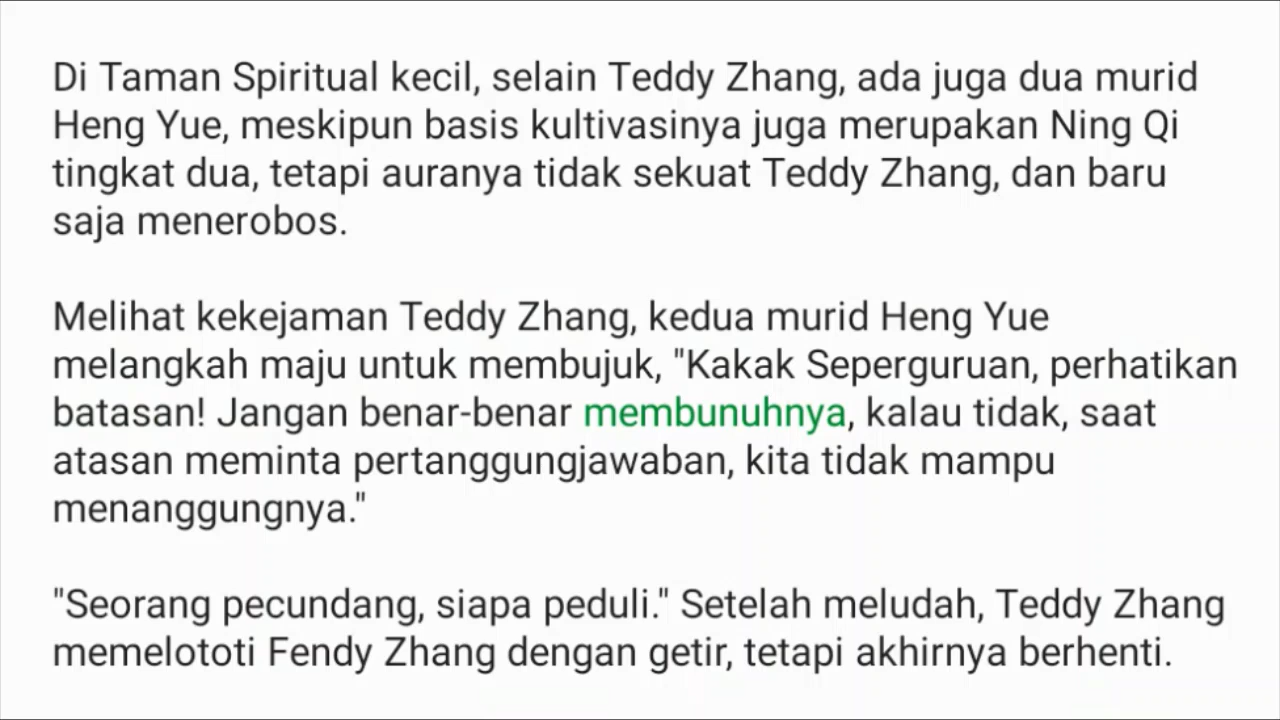 Di Taman Spiritual kecil, selain Teddy Zhang, ada juga dua murid
Heng Yue, meskipun basis kultivasinya juga merupakan Ning Qi
tingkat dua, tetapi auranya tidak sekuat Teddy Zhang, dan baru
saja menerobos.
Melihat kekejaman Teddy Zhang, kedua murid Heng Yue
melangkah maju untuk membujuk, "Kakak Seperguruan, perhatikan
batasan! Jangan benar-benar membunuhnya, kalau tidak, saat
atasan meminta pertanggungjawaban, kita tidak mampu
menanggungnya."
"Seorang pecundang, siapa peduli." Setelah meludah, Teddy Zhang
memelototi Fendy Zhang dengan getir, tetapi akhirnya berhenti.